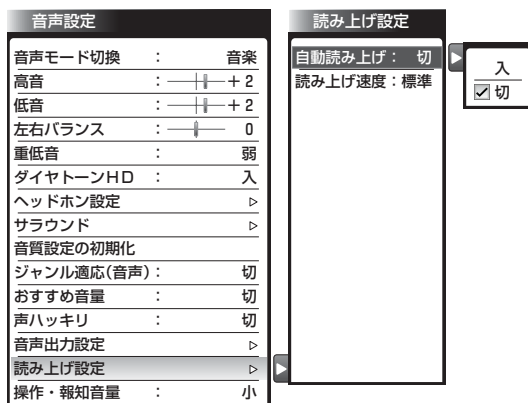 音声設定
音声モード切換 : 音楽
高音 : +2
低音 : +2
左右バランス : 0
重低音 : 弱
ダイヤトーンHD : 入
ヘッドホン設定
サラウンド
音質設定の初期化
ジャンル適応(音声): 切
おすすめ音量 : 切
声ハッキリ : 切
音声出力設定
読み上げ設定
操作・報知音量 : 小
読み上げ設定
自動読み上げ: 切
読み上げ速度:標準
入
切